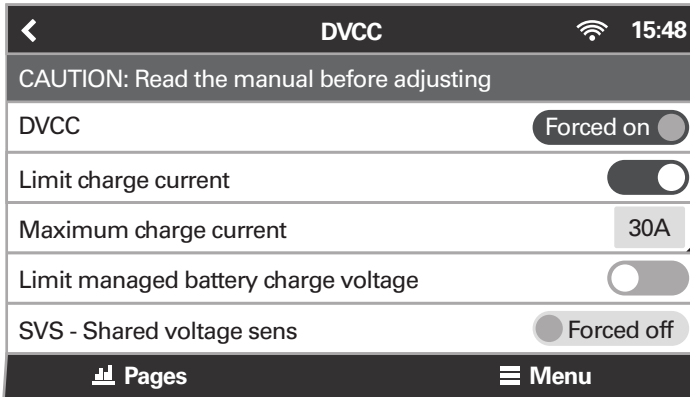 DVCC 15:48
CAUTION: Read the manual before adjusting
DVCC Forced on
Limit charge current
Maximum charge current 30A
Limit managed battery charge voltage
SVS - Shared voltage sens Forced off
Pages Menu